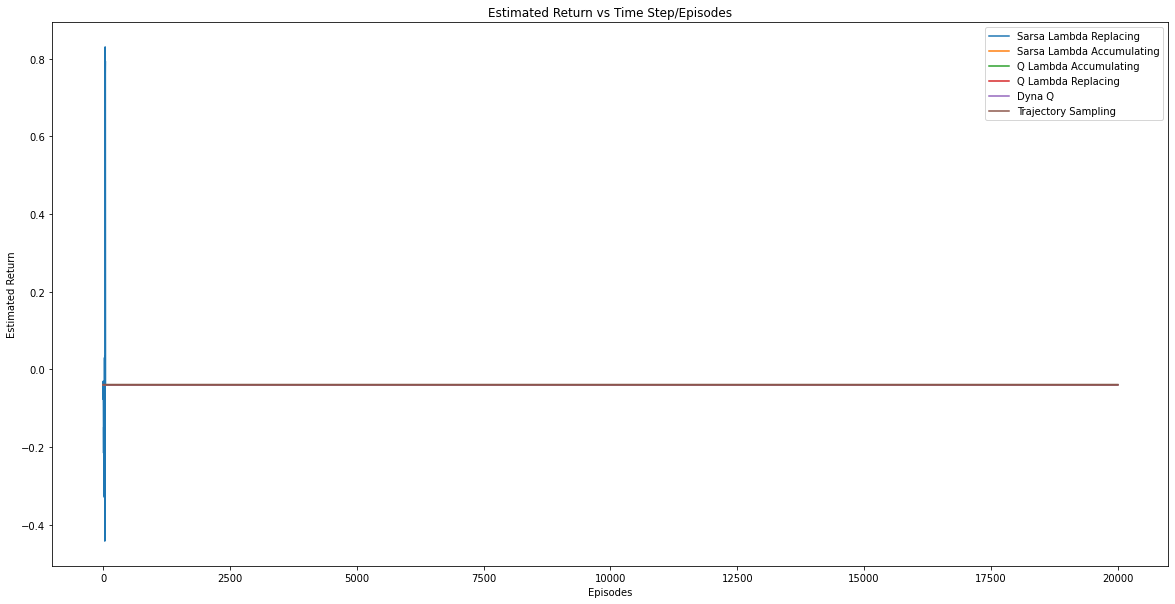 Estimated Return vs Time Step/Episodes
Sarsa Lambda Replacing
Sarsa Lambda Accumulating
Q Lambda Accumulating
Q Lambda Replacing
Dyna Q
Trajectory Sampling
0.8
0.6
0.4
0.2
0.0
−0.2
−0.4
Estimated Return
0 2500 5000 7500 10000 12500 15000 17500 20000
Episodes